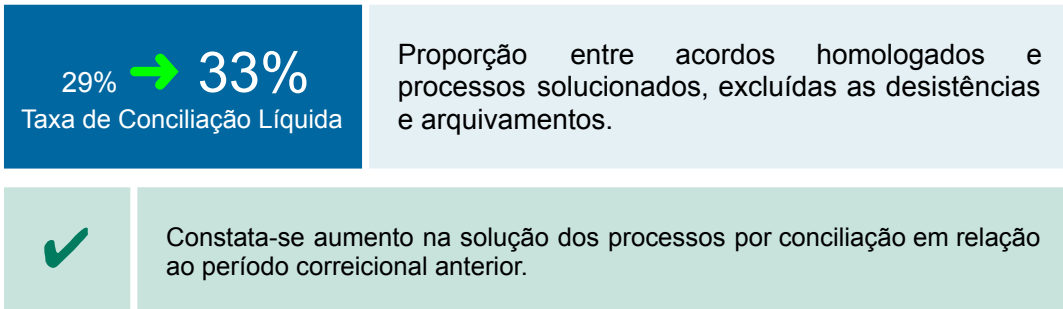 29% ➜ 33%
Taxa de Conciliação Líquida
Proporção entre acordos homologados e
processos solucionados, excluídas as desistências
e arquivamentos.
✔
Constata-se aumento na solução dos processos por conciliação em relação
ao período correicional anterior.